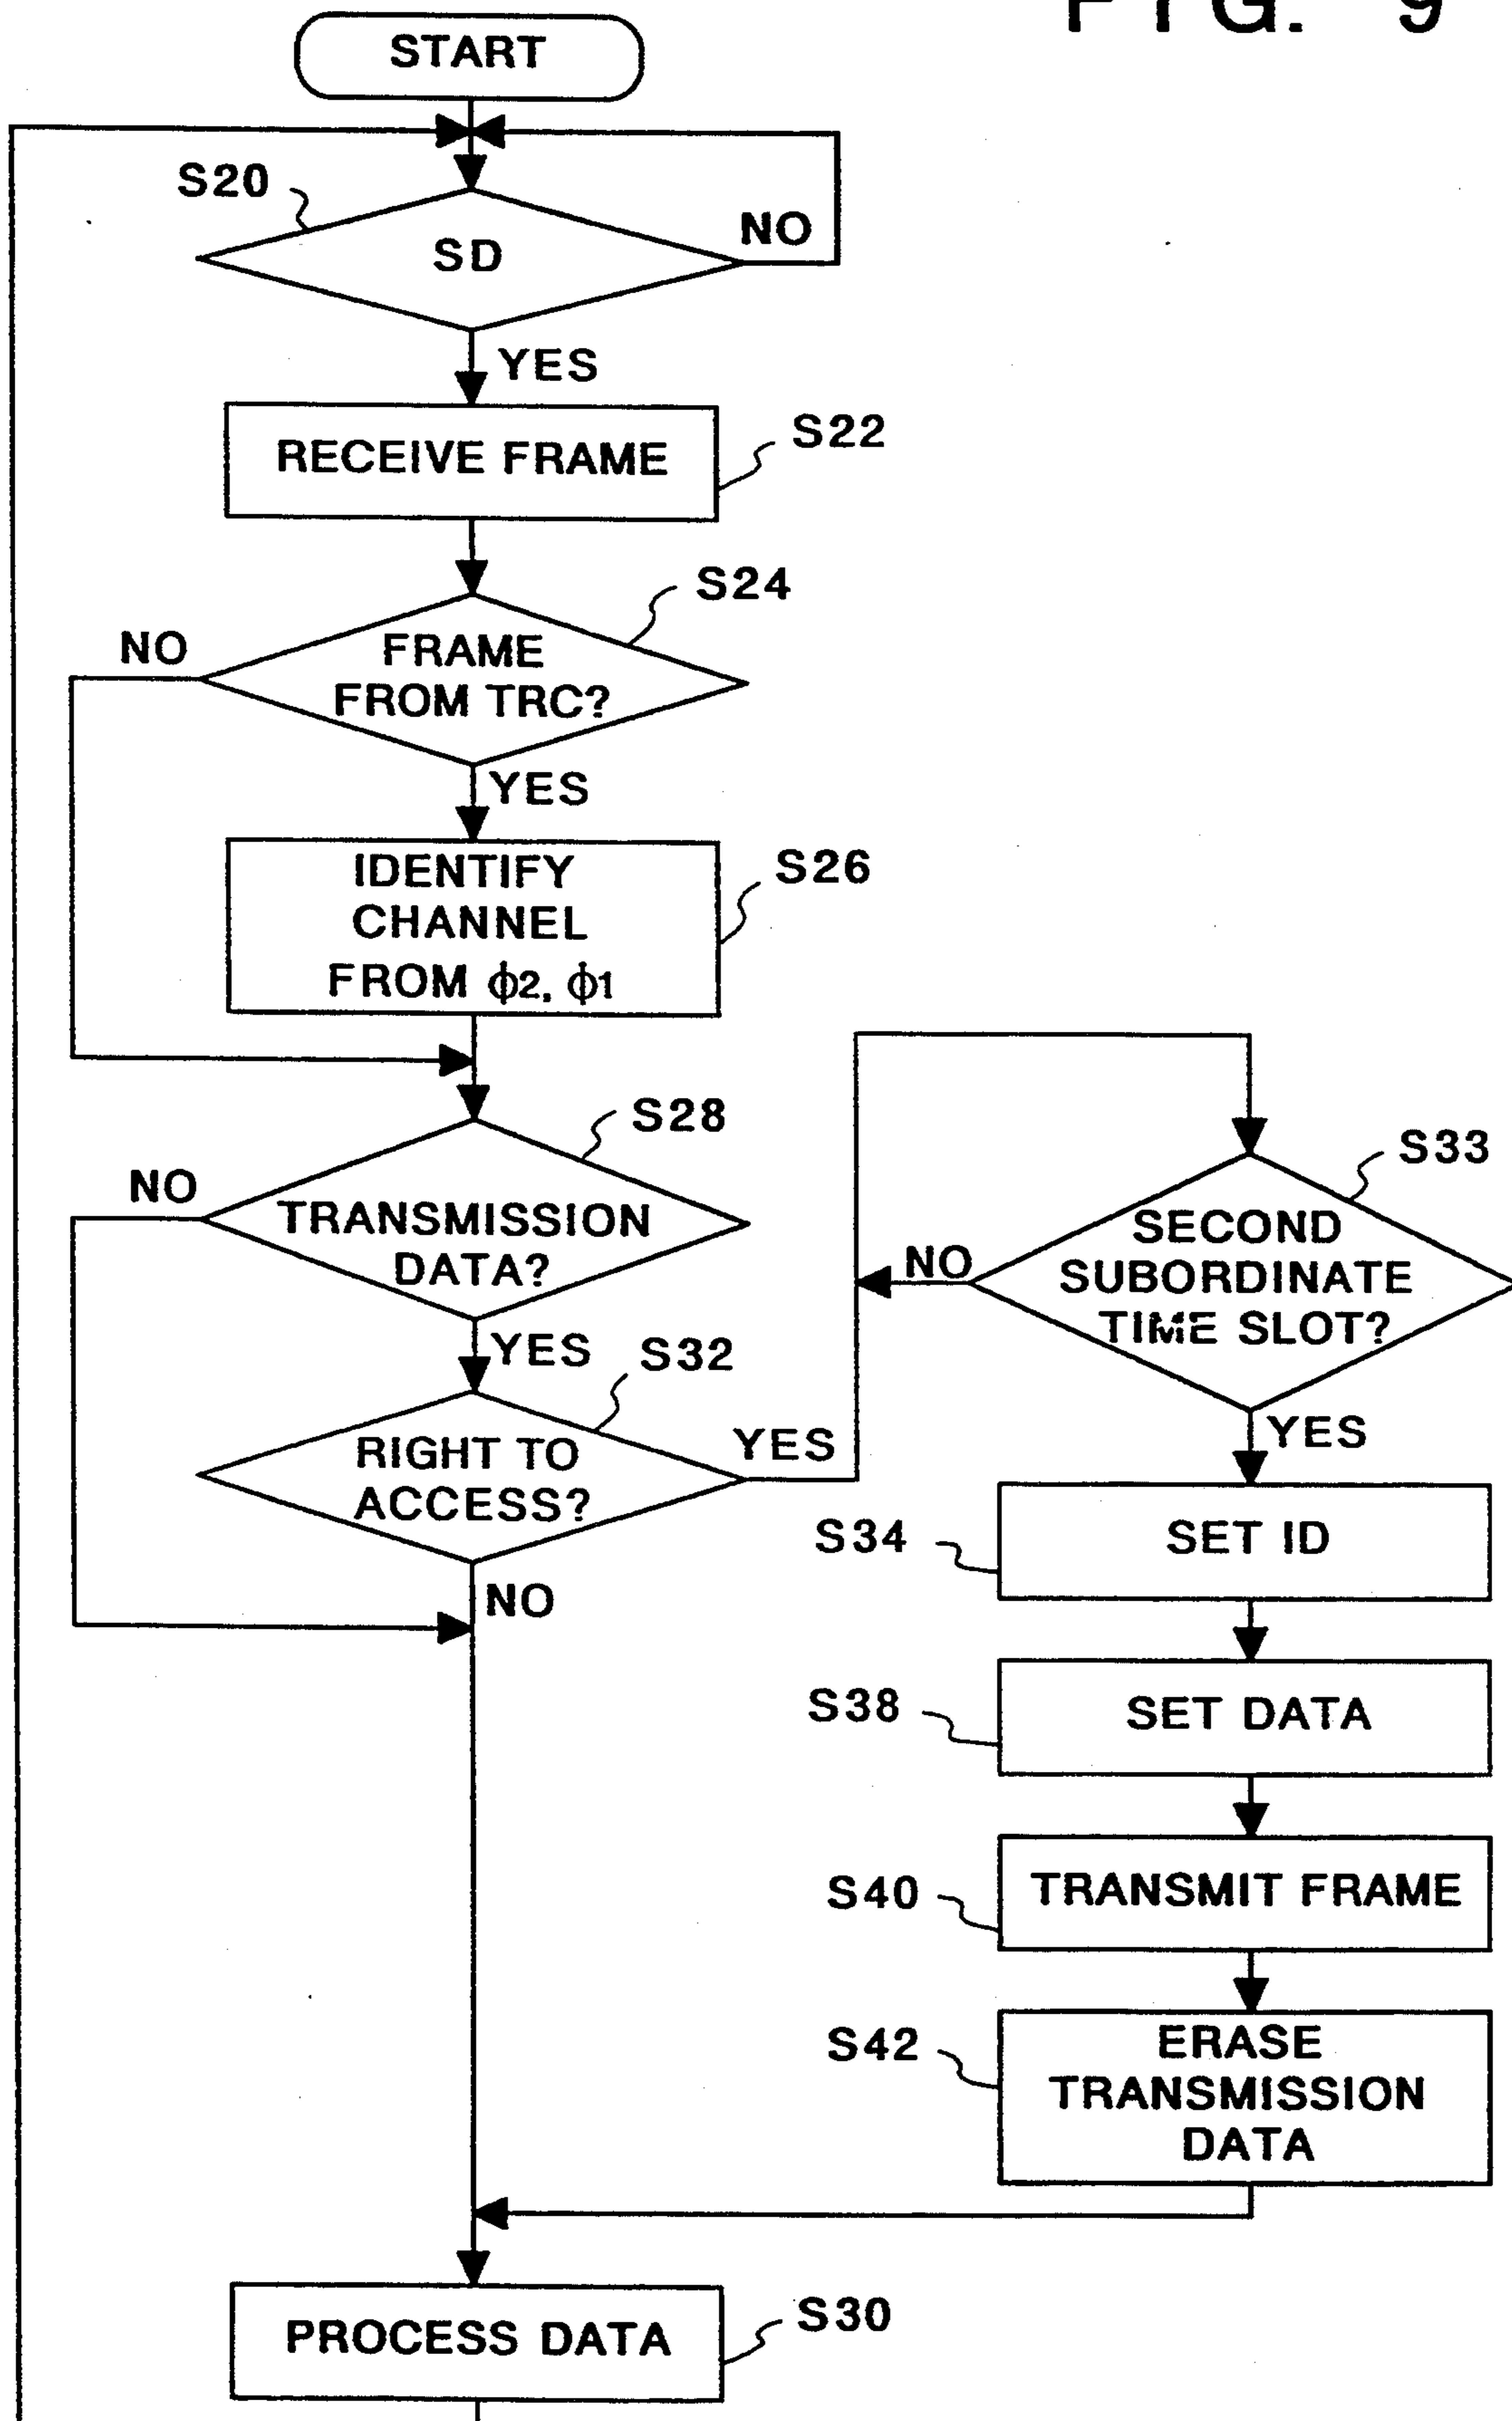 FIG. 9
START
S20
SD
NO
YES
RECEIVE FRAME
S22
S24
NO
FRAME
FROM TRC?
YES
IDENTIFY
CHANNEL
FROM ϕ2, ϕ1
S26
S28
NO
TRANSMISSION
DATA?
YES
S32
RIGHT TO
ACCESS?
YES
NO
S33
SECOND
SUBORDINATE
TIME SLOT?
NO
YES
S34
SET ID
S38
SET DATA
S40
TRANSMIT FRAME
S42
ERASE
TRANSMISSION
DATA
PROCESS DATA
S30